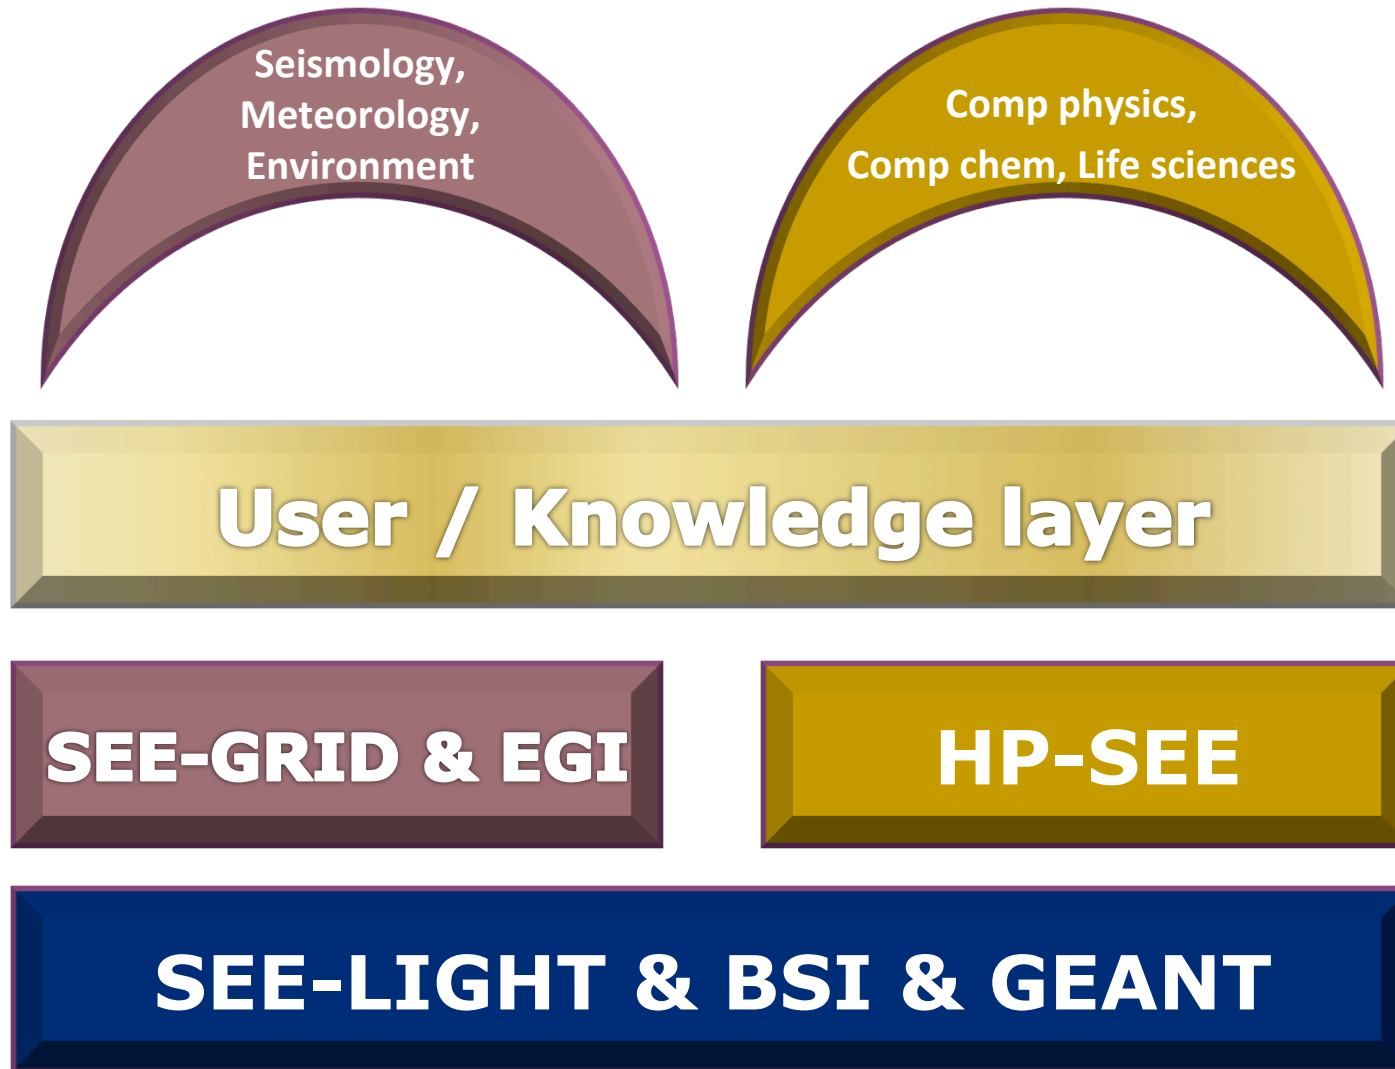 Seismology,
Meteorology,
Environment
Comp physics,
Comp chem, Life sciences
User / Knowledge layer
SEE-GRID & EGI
HP-SEE
SEE-LIGHT & BSI & GEANT